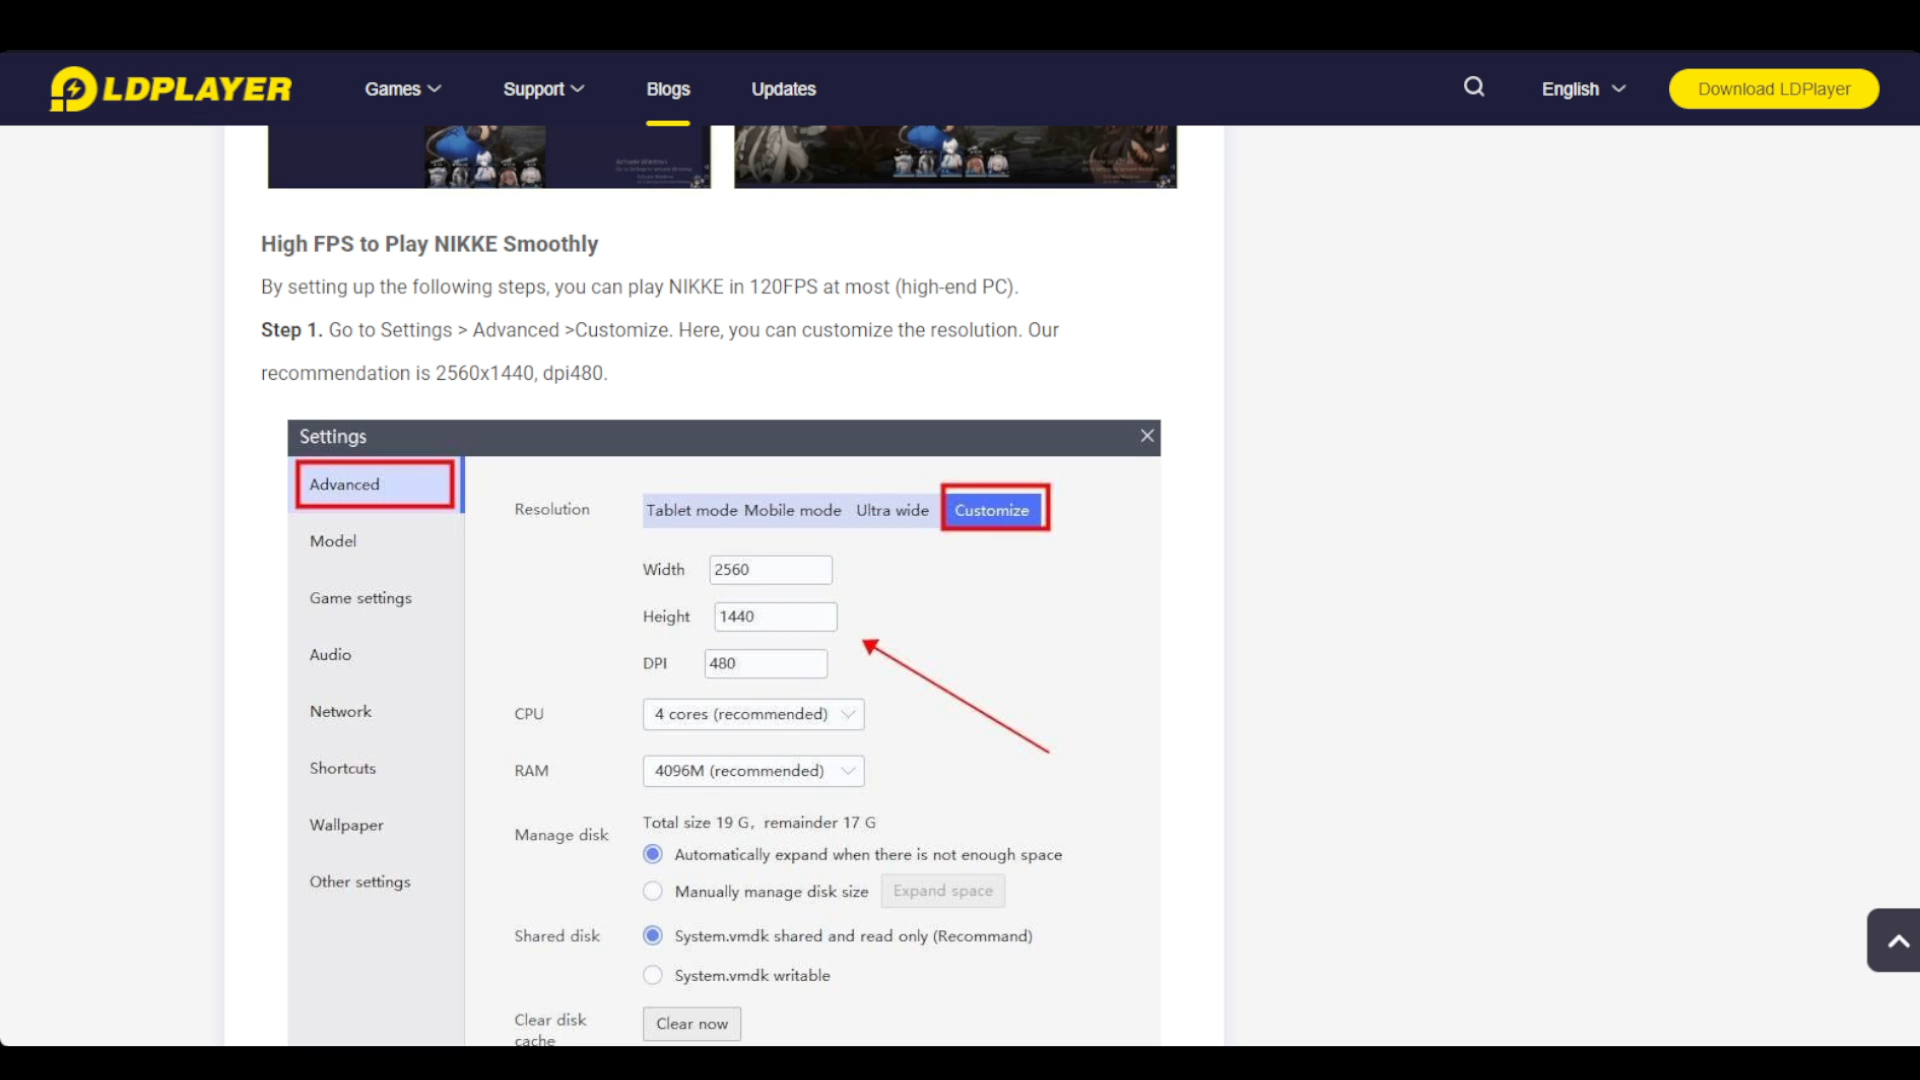 LDPLAYER
Games
Support
Blogs
Updates
English
Download LDPlayer
High FPS to Play NIKKE Smoothly
By setting up the following steps, you can play NIKKE in 120FPS at most (high-end PC).
Step 1. Go to Settings > Advanced >Customize. Here, you can customize the resolution. Our
recommendation is 2560x1440, dpi480.
Settings
Advanced
Model
Game settings
Audio
Network
Shortcuts
Wallpaper
Other settings
Resolution
Tablet mode Mobile mode Ultra wide Customize
Width 2560
Height 1440
DPI 480
CPU 4 cores (recommended)
RAM 4096M (recommended)
Manage disk
Total size 19 G, remainder 17 G
Automatically expand when there is not enough space
Manually manage disk size Expand space
Shared disk
System.vmdk shared and read only (Recommand)
System.vmdk writable
Clear disk
cache
Clear now